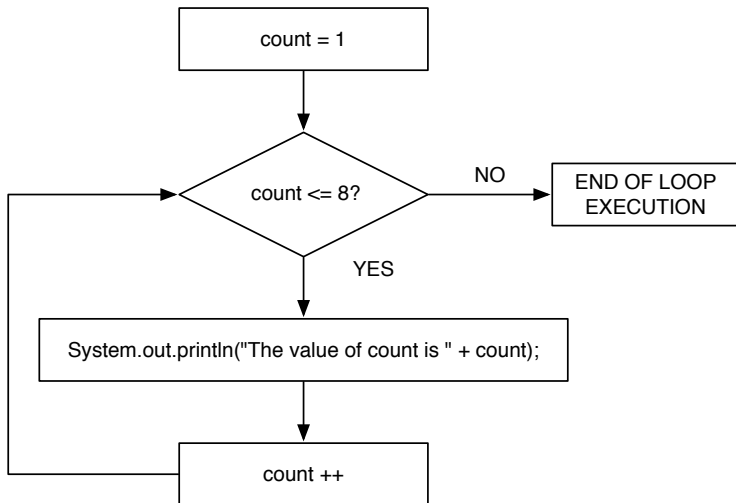 count = 1
count <= 8?
NO
END OF LOOP
EXECUTION
YES
System.out.println("The value of count is " + count);
count ++